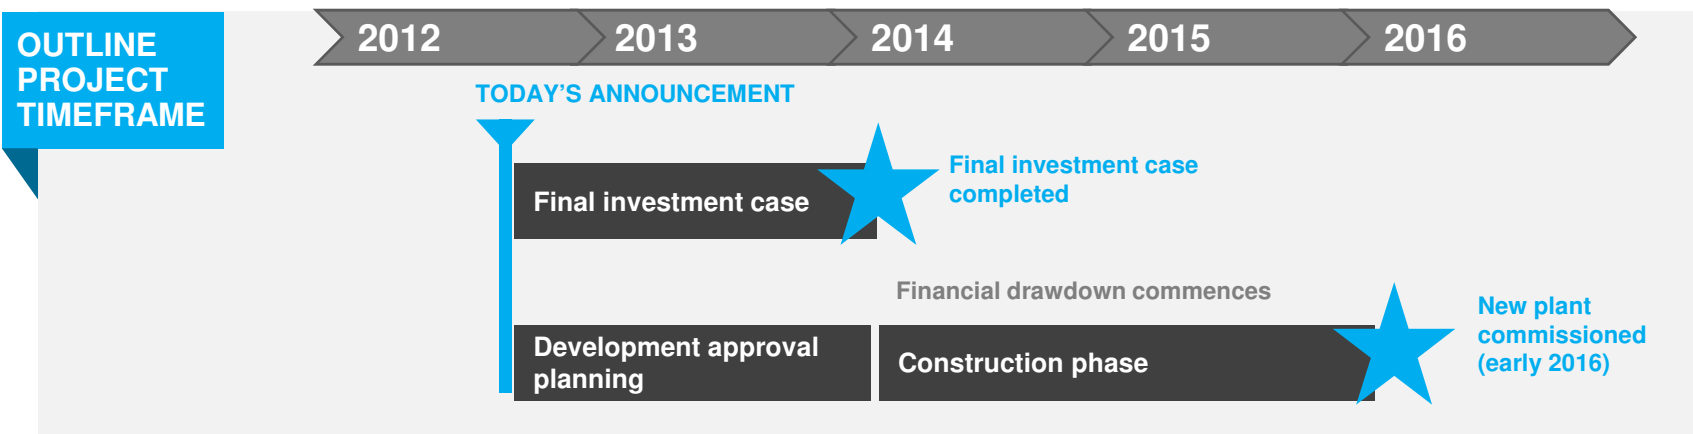 OUTLINE
PROJECT
TIMEFRAME
2012 2013 2014 2015 2016
TODAY'S ANNOUNCEMENT
Final investment case
Final investment case
completed
Financial drawdown commences
Development approval
planning
Construction phase
New plant
commissioned
(early 2016)